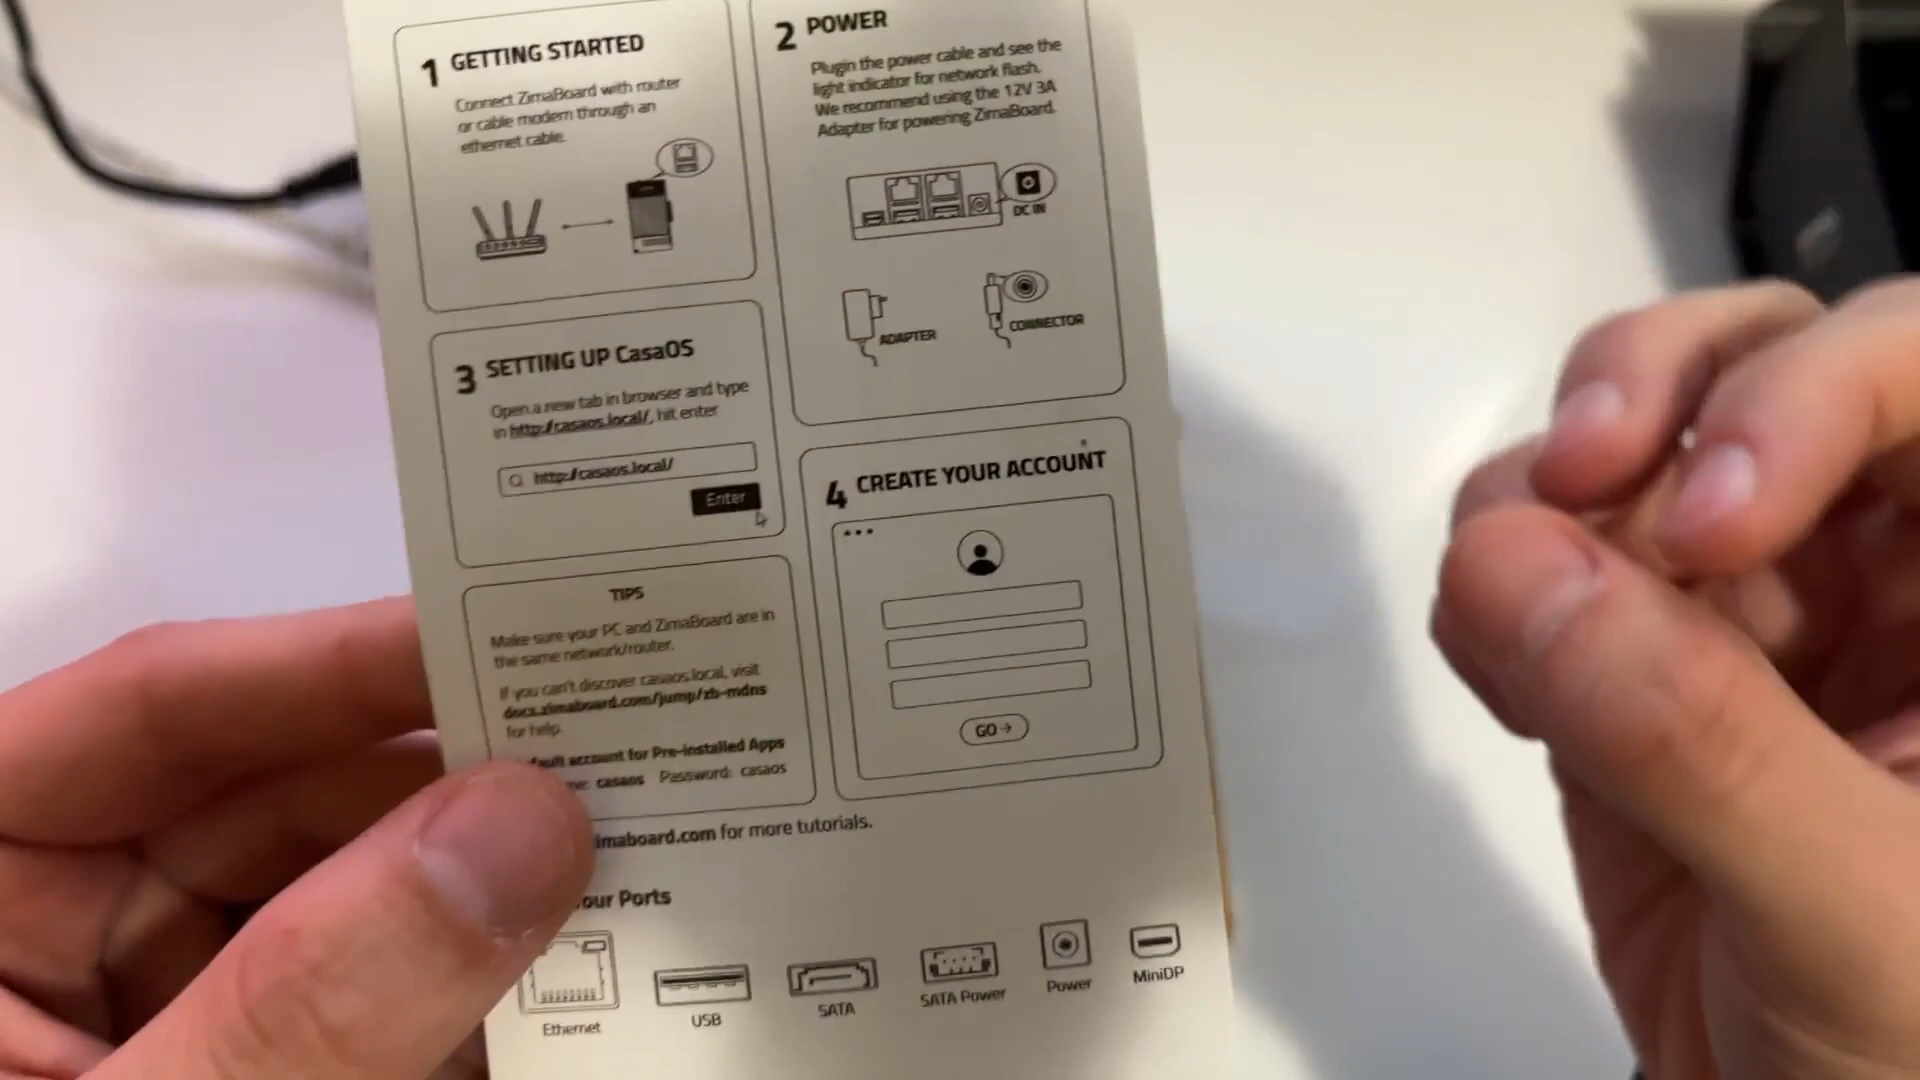 1 GETTING STARTED
Connect ZimaBoard with router
or cable modem through an
ethernet cable.
2 POWER
Plugin the power cable and see the
light indicator for network flash.
We recommend using the 12V 3A
Adapter for powering ZimaBoard.
DC IN
ADAPTER
CONNECTOR
3 SETTING UP CasaOS
Open a new tab in browser and type
in http://casaos.local/, hit enter
http://casaos.local/
Enter
4 CREATE YOUR ACCOUNT
GO →
TIPS
Make sure your PC and ZimaBoard are in
the same network/router.
If you can't discover casaos.local, visit
docs.zimaboard.com/jump/zb-mdns
for help.
account for Pre-installed Apps
casaos Password: casaos
imaboard.com for more tutorials.
our Ports
Ethernet
USB
SATA
SATA Power
Power
MiniDP